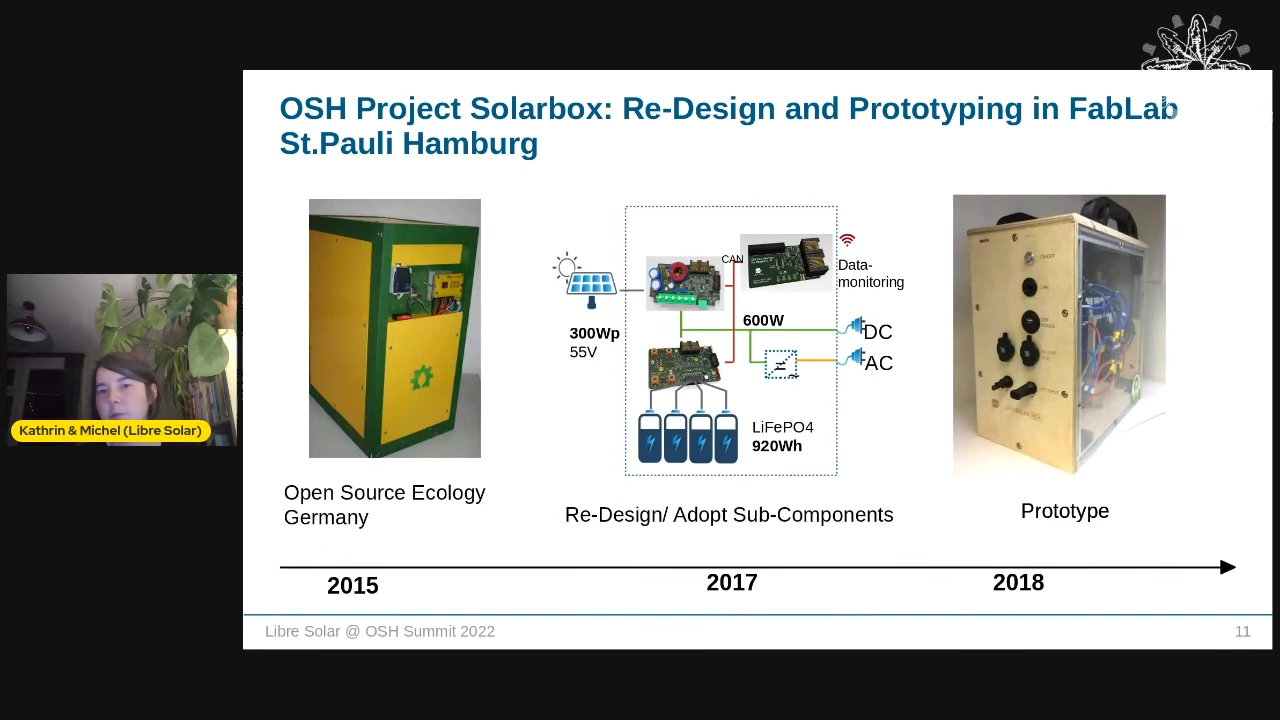 OSH Project Solarbox: Re-Design and Prototyping in FabLab
St.Pauli Hamburg
CAN
Data-
monitoring
300Wp
55V
600W
DC
AC
LiFePO4
920Wh
Kathrin & Michel (Libre Solar)
Open Source Ecology
Germany
Re-Design/ Adopt Sub-Components
Prototype
2015
2017
2018
Libre Solar @ OSH Summit 2022
11